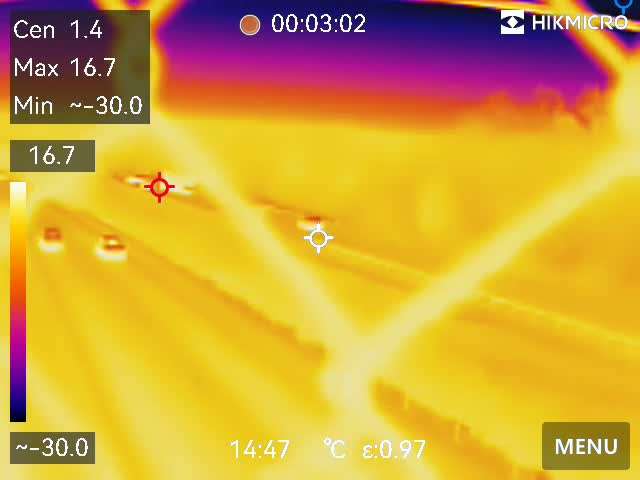 Cen 1.4
Max 16.7
Min ~-30.0
00:03:02
HIKMICRO
16.7
~-30.0
14:47 ℃ ε:0.97
MENU